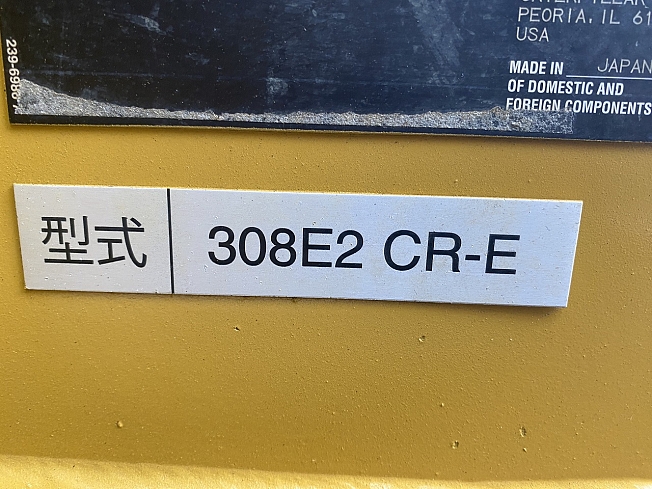 PEORIA, IL 61
USA
MADE IN JAPAN
OF DOMESTIC AND
FOREIGN COMPONENTS
型式 308E2 CR-E